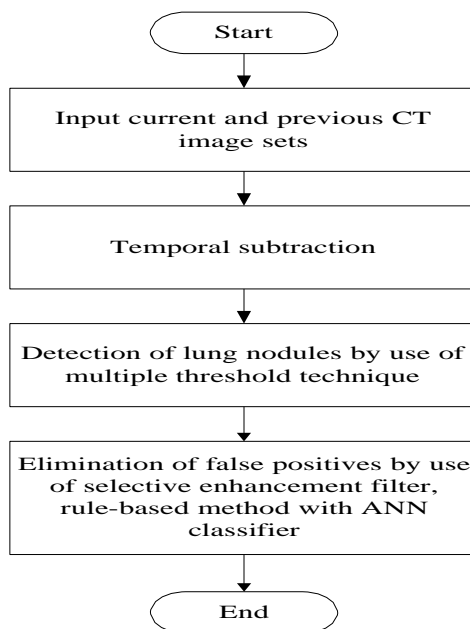 Start
Input current and previous CT
image sets
Temporal subtraction
Detection of lung nodules by use of
multiple threshold technique
Elimination of false positives by use
of selective enhancement filter,
rule-based method with ANN
classifier
End